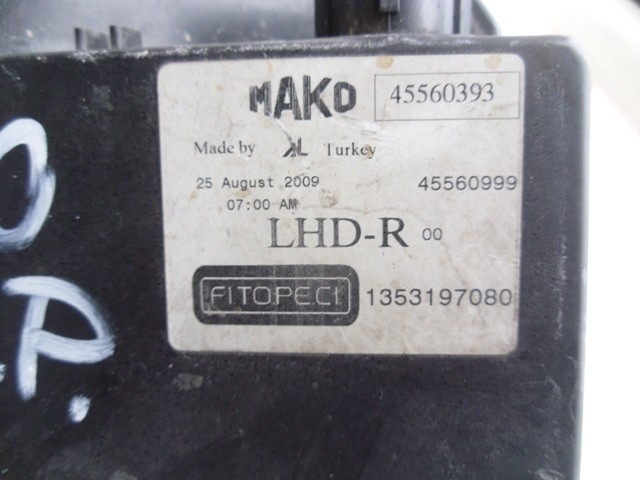 MAKO 45560393
Made by Turkey
25 August 2009 45560999
07:00 AM
LHD-R 00
FITOPECI 1353197080
P.